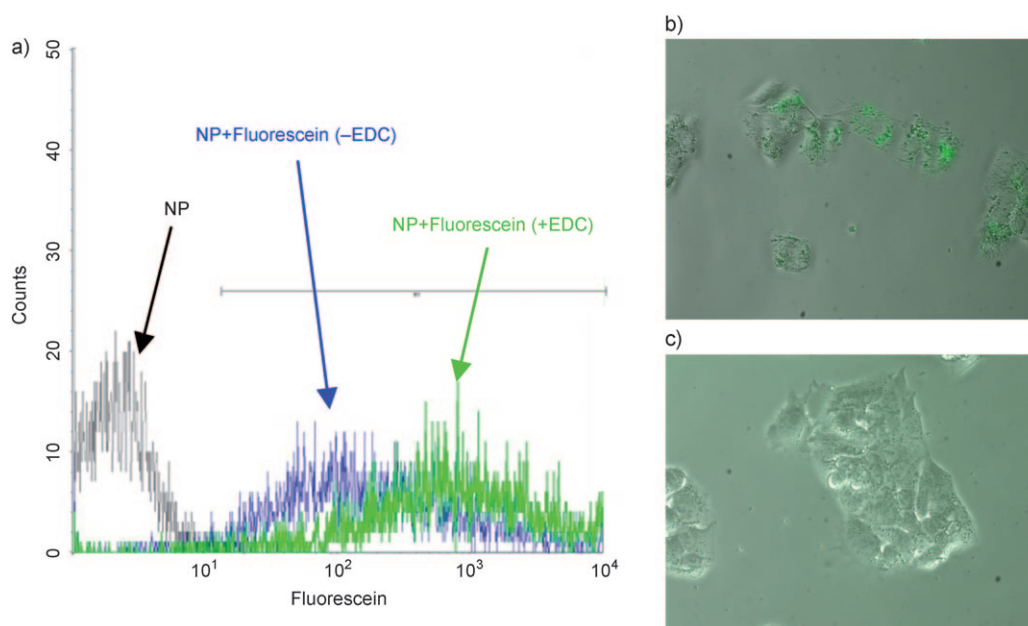 a)
50
40
30
20
10
0
Counts
NP
NP+Fluorescein (–EDC)
NP+Fluorescein (+EDC)
10¹
10²
10³
10⁴
Fluorescein
b)
c)